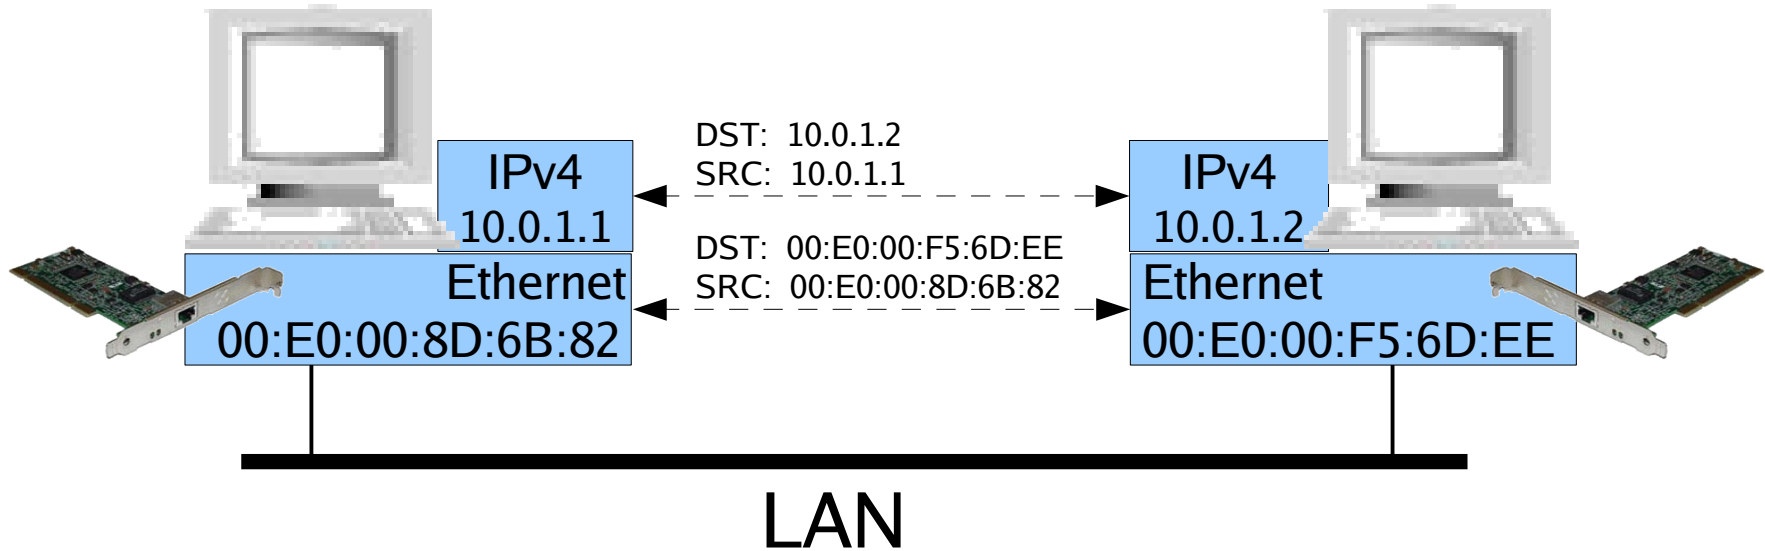 DST: 10.0.1.2
SRC: 10.0.1.1
IPv4
10.0.1.1
IPv4
10.0.1.2
DST: 00:E0:00:F5:6D:EE
SRC: 00:E0:00:8D:6B:82
Ethernet
00:E0:00:8D:6B:82
Ethernet
00:E0:00:F5:6D:EE
LAN